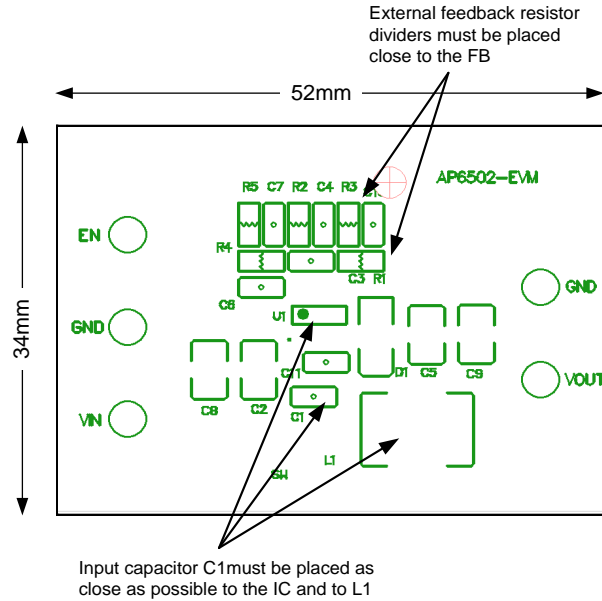 External feedback resistor
dividers must be placed
close to the FB
52mm
34mm
AP6502-EVM
R5 C7 R2 C4 R3
EN
R4
C3 R1
C6
GND
U1
GND
C11
D1 C5 C9
VOUT
C8 C2
C1
VIN
L1
SW
Input capacitor C1must be placed as
close as possible to the IC and to L1